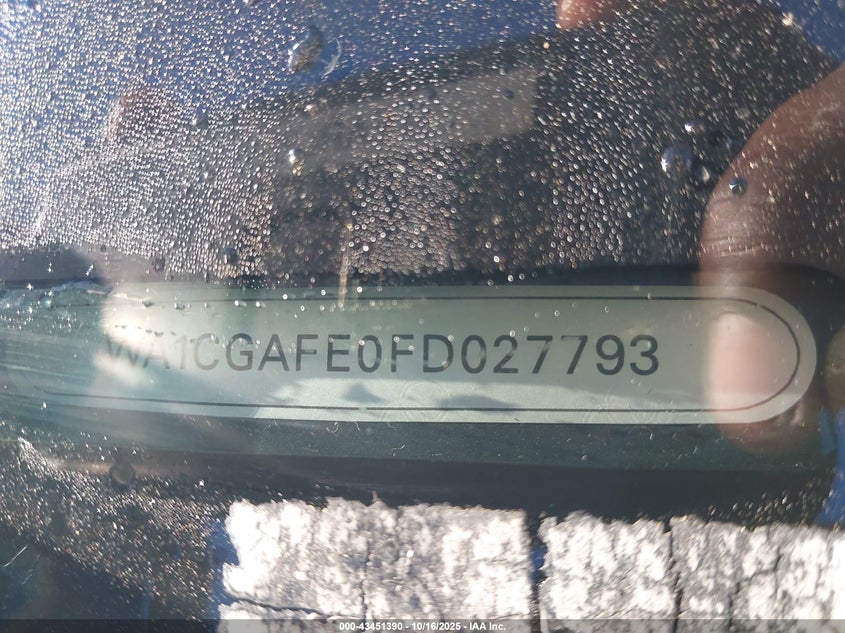 WA1CGAFE0FD027793
000-43451390 - 10/16/2025 - IAA Inc.